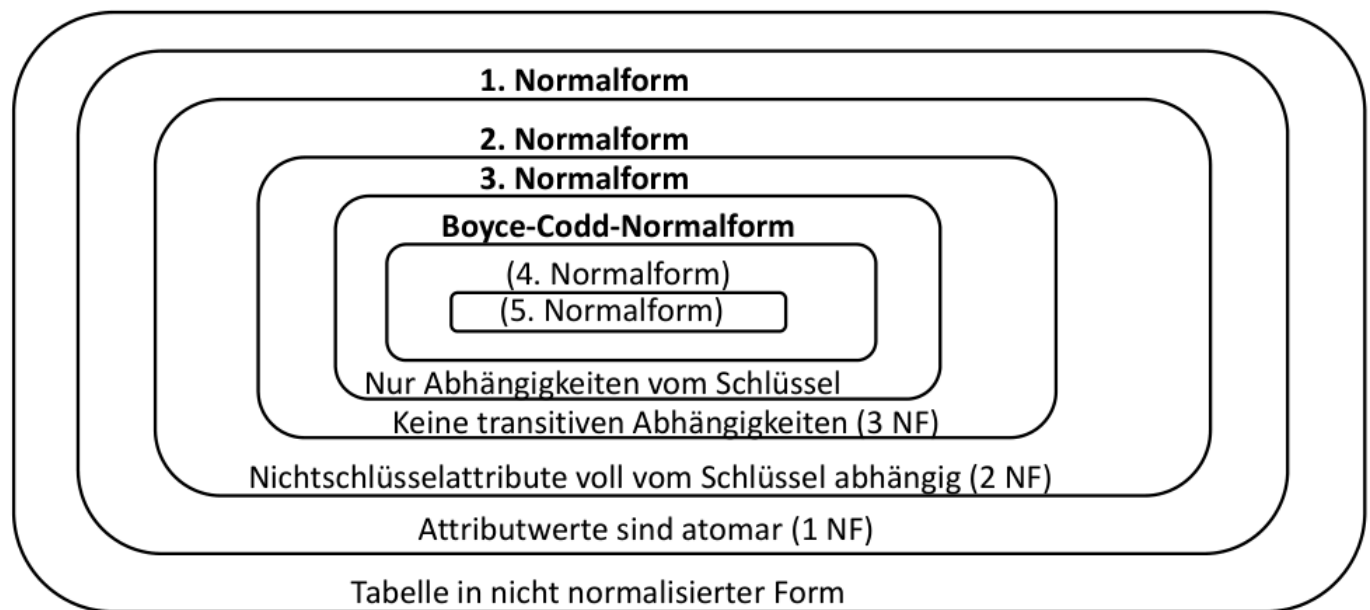 1. Normalform
2. Normalform
3. Normalform
Boyce-Codd-Normalform
(4. Normalform)
(5. Normalform)
Nur Abhängigkeiten vom Schlüssel
Keine transitiven Abhängigkeiten (3 NF)
Nichtschlüsselattribute voll vom Schlüssel abhängig (2 NF)
Attributwerte sind atomar (1 NF)
Tabelle in nicht normalisierter Form